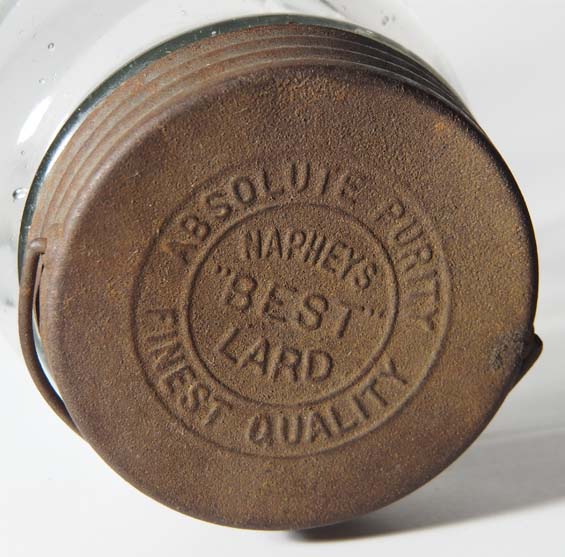 ABSOLUTE PURITY
NAPHEYS
"BEST"
LARD
FINEST QUALITY